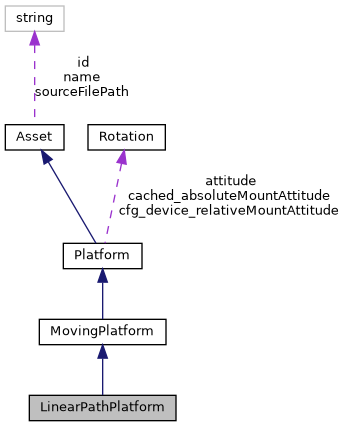 string
id
name
sourceFilePath
Asset
Rotation
attitude
cached_absoluteMountAttitude
cfg_device_relativeMountAttitude
Platform
MovingPlatform
LinearPathPlatform